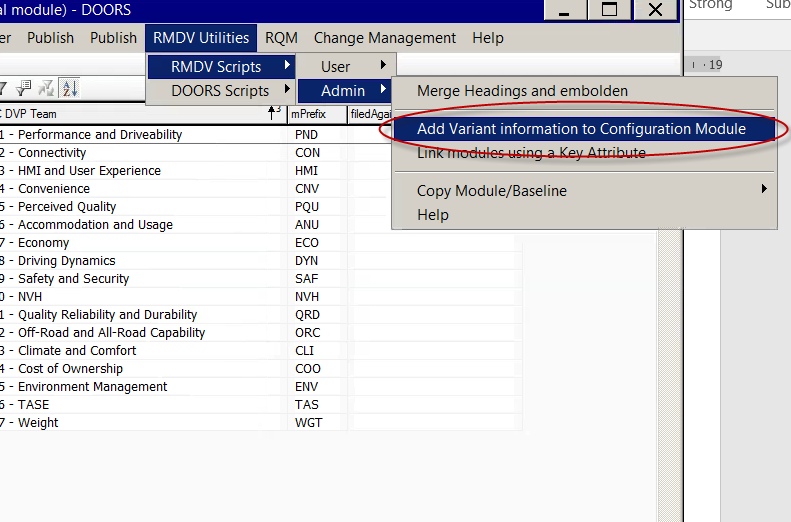 al module) - DOORS
Strong Sub
er Publish Publish RMDV Utilities RQM Change Management Help
RMDV Scripts User
DOORS Scripts Admin
19
Merge Headings and embolden
Add Variant information to Configuration Module
Link modules using a Key Attribute
Copy Module/Baseline
Help
C DVP Team 3 mPrefix filedAgai
1 - Performance and Driveability PND
2 - Connectivity CON
3 - HMI and User Experience HMI
4 - Convenience CNV
5 - Perceived Quality PQU
6 - Accommodation and Usage ANU
7 - Economy ECO
8 - Driving Dynamics DYN
9 - Safety and Security SAF
0 - NVH NVH
1 - Quality Reliability and Durability QRD
2 - Off-Road and All-Road Capability ORC
3 - Climate and Comfort CLI
4 - Cost of Ownership COO
5 - Environment Management ENV
6 - TASE TAS
7 - Weight WGT